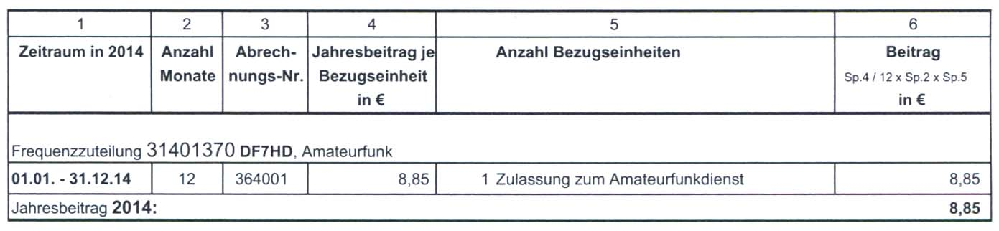 1 2 3 4 5 6
Zeitraum in 2014 Anzahl Abrech- Jahresbeitrag je Anzahl Bezugseinheiten Beitrag
Monate nungs-Nr. Bezugseinheit Sp.4 / 12 x Sp.2 x Sp.5
in € in €
Frequenzzuteilung 31401370 DF7HD, Amateurfunk
01.01. - 31.12.14 12 364001 8,85 1 Zulassung zum Amateurfunkdienst 8,85
Jahresbeitrag 2014: 8,85